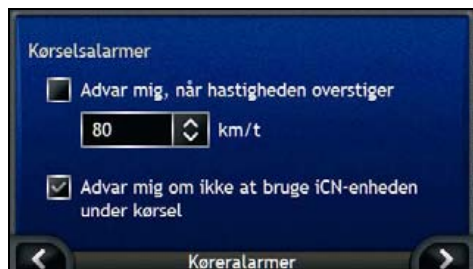 Kørselsalarmer
Advar mig, når hastigheden overstiger
80 km/t
Advar mig om ikke at bruge iCN-enheden
under kørsel
Køreralarmer